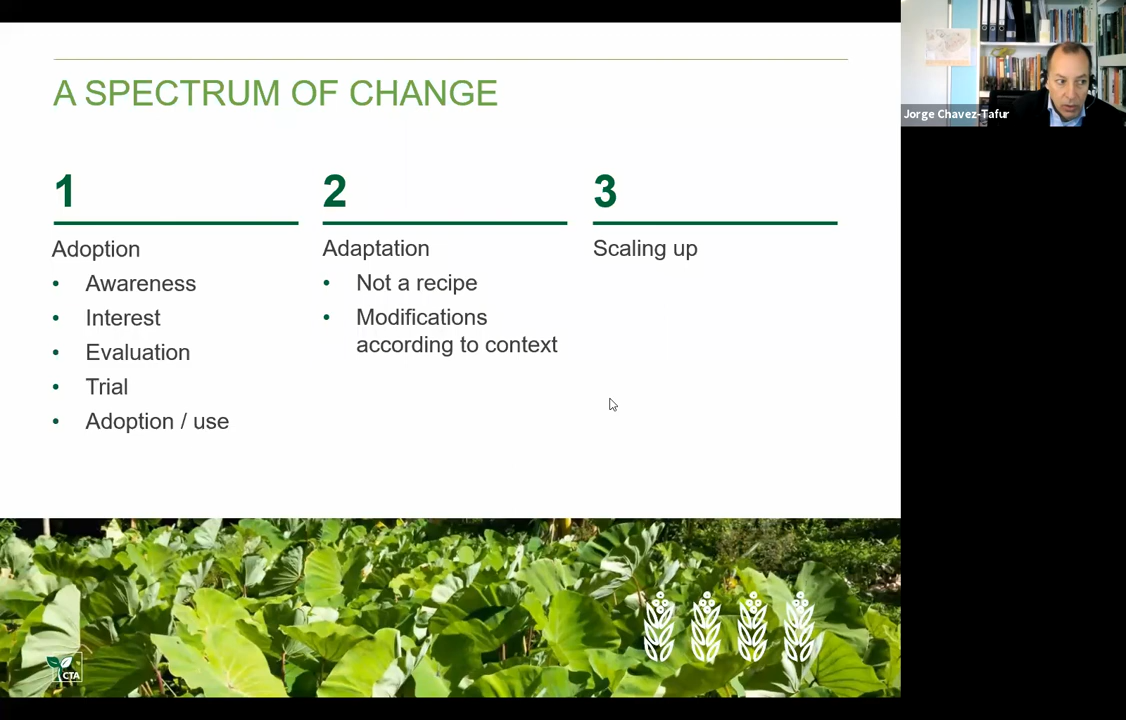 A SPECTRUM OF CHANGE
1
Adoption
• Awareness
• Interest
• Evaluation
• Trial
• Adoption / use
2
Adaptation
• Not a recipe
• Modifications
according to context
3
Scaling up
CTA
Jorge Chavez-Tafur